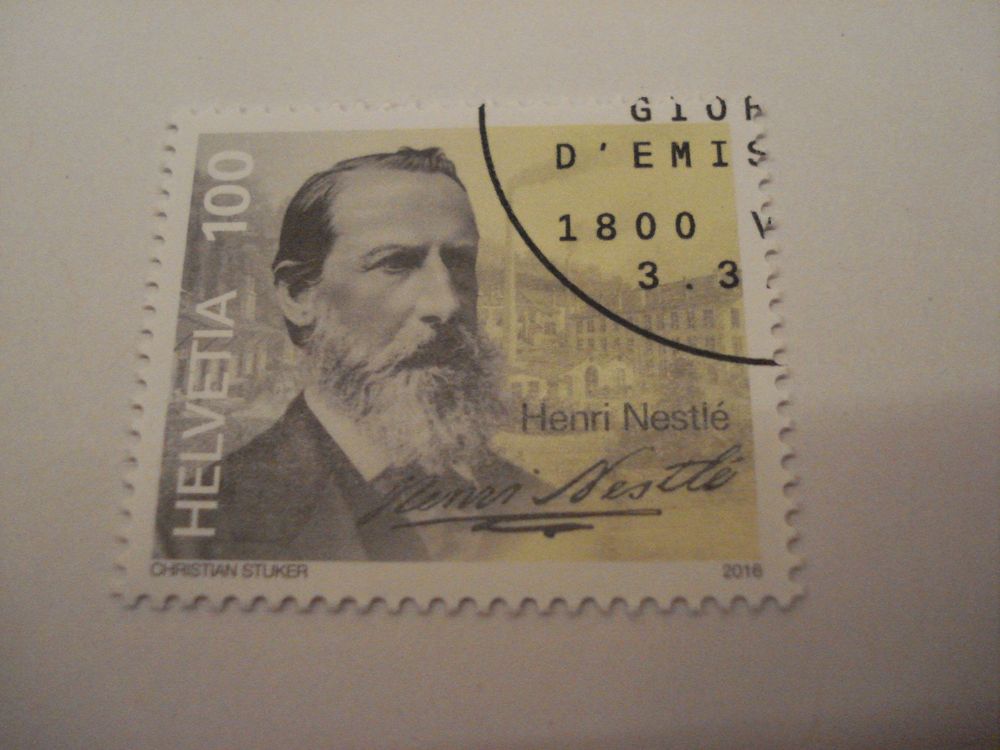 GIOR
D'EMIS
1800 V
3.3
HELVETIA 100
Henri Nestlé
Henri Nestlé
CHRISTIAN STUKER
2016